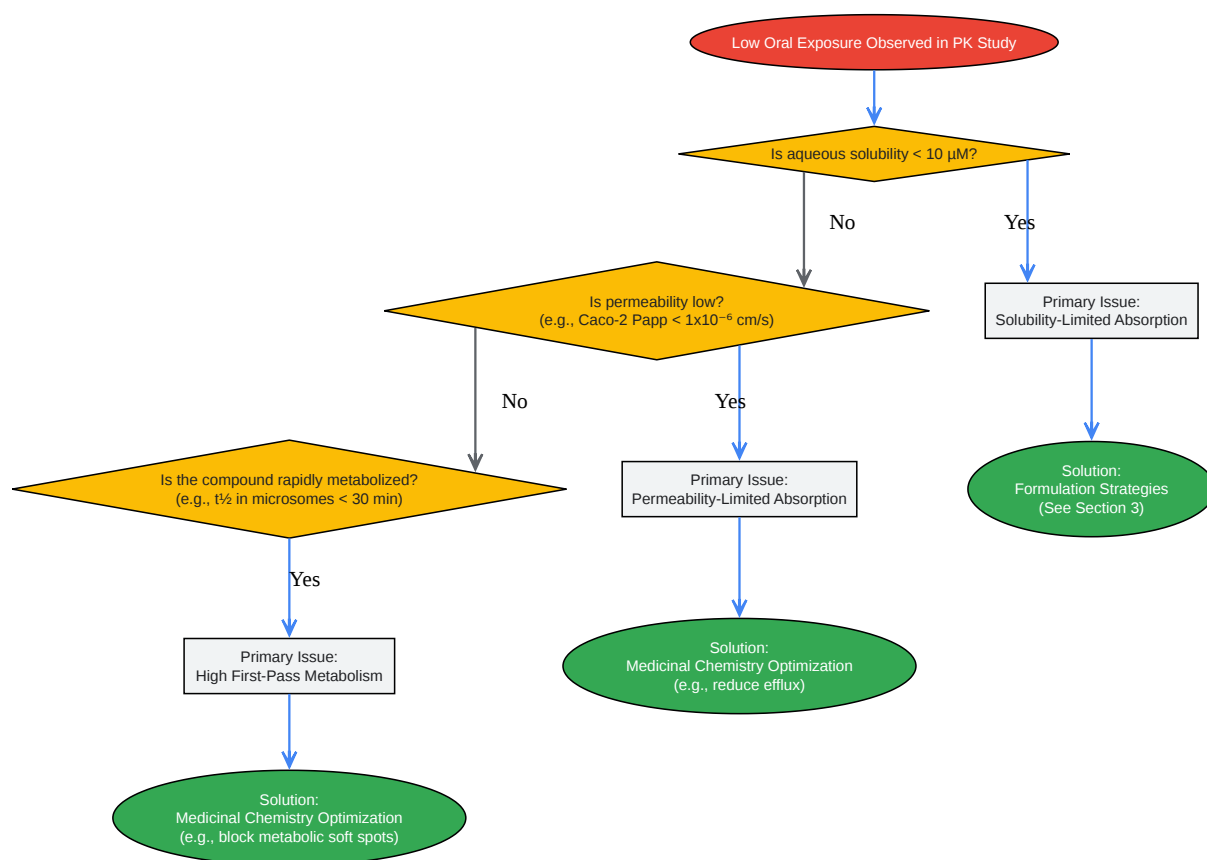 Low Oral Exposure Observed in PK Study
Is aqueous solubility < 10 µM?
No
Yes
Is permeability low?
(e.g., Caco-2 Papp < 1x10⁻⁶ cm/s)
Primary Issue:
Solubility-Limited Absorption
No
Yes
Is the compound rapidly metabolized?
(e.g., t½ in microsomes < 30 min)
Primary Issue:
Permeability-Limited Absorption
Solution:
Formulation Strategies
(See Section 3)
Yes
Primary Issue:
High First-Pass Metabolism
Solution:
Medicinal Chemistry Optimization
(e.g., reduce efflux)
Solution:
Medicinal Chemistry Optimization
(e.g., block metabolic soft spots)